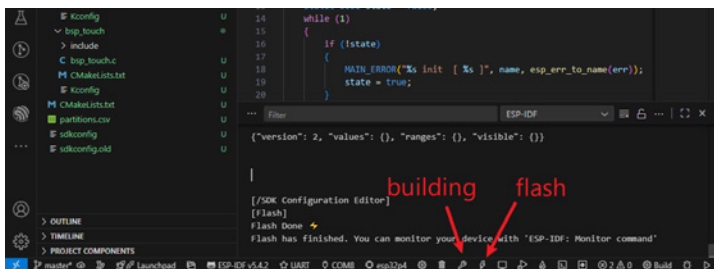 Kconfig U
bsp_touch
include
bsp_touch.c U
CMakeLists.txt U
Kconfig U
CMakeLists.txt U
partitions.csv U
sdkconfig U
sdkconfig.old U
OUTLINE
TIMELINE
PROJECT COMPONENTS
14 while (1)
15 {
16 if (!state)
17 {
18 MAIN_ERROR("%s init [ %s ]", name, esp_err_to_name(err));
19 state = true;
20 }
Filter ESP-IDF
{"version": 2, "values": {}, "ranges": {}, "visible": {}}
building flash
[/SDK Configuration Editor]
[Flash]
Flash Done ⚡
Flash has finished. You can monitor your device with 'ESP-IDF: Monitor command'
master* Launchpad ESP-IDF v5.4.2 UART COM8 esp32p4 2 0 Build